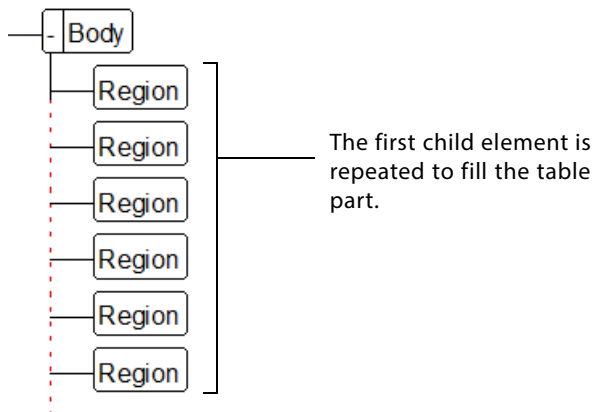 - Body
Region
Region
Region
Region
Region
Region
The first child element is
repeated to fill the table
part.